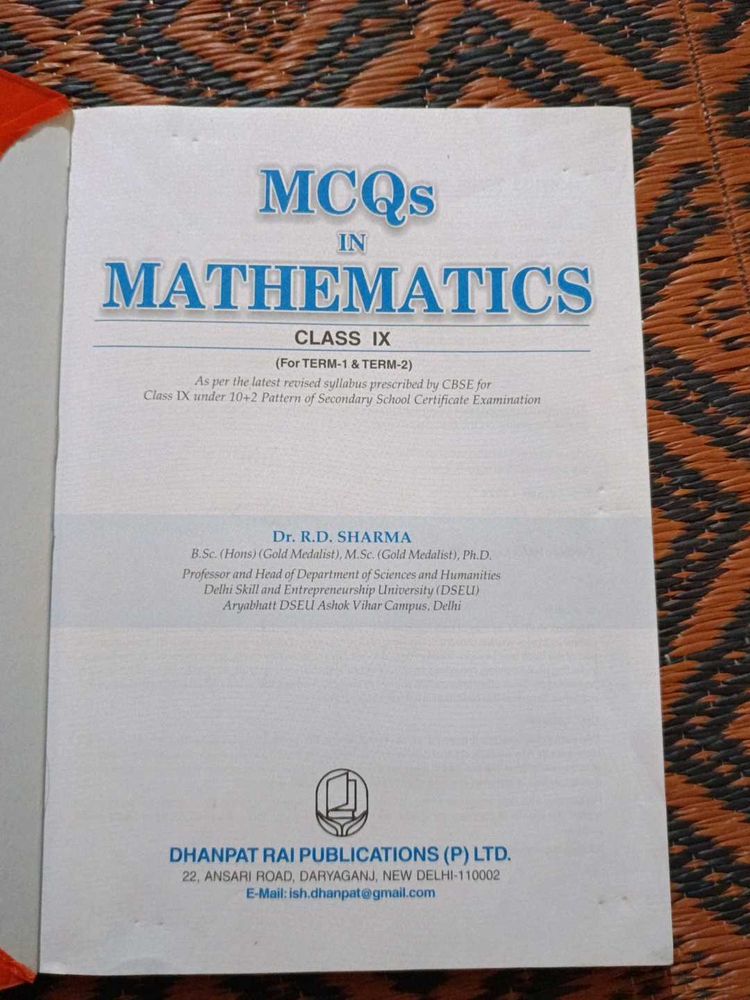 MCQs
IN
MATHEMATICS
CLASS IX
(For TERM-1 & TERM-2)
As per the latest revised syllabus prescribed by CBSE for
Class IX under 10+2 Pattern of Secondary School Certificate Examination
Dr. R.D. SHARMA
B.Sc. (Hons) (Gold Medalist), M.Sc. (Gold Medalist), Ph.D.
Professor and Head of Department of Sciences and Humanities
Delhi Skill and Entrepreneurship University (DSEU)
Aryabhatt DSEU Ashok Vihar Campus, Delhi
DHANPAT RAI PUBLICATIONS (P) LTD.
22, ANSARI ROAD, DARYAGANJ, NEW DELHI-110002
E-Mail: ish.dhanpat@gmail.com